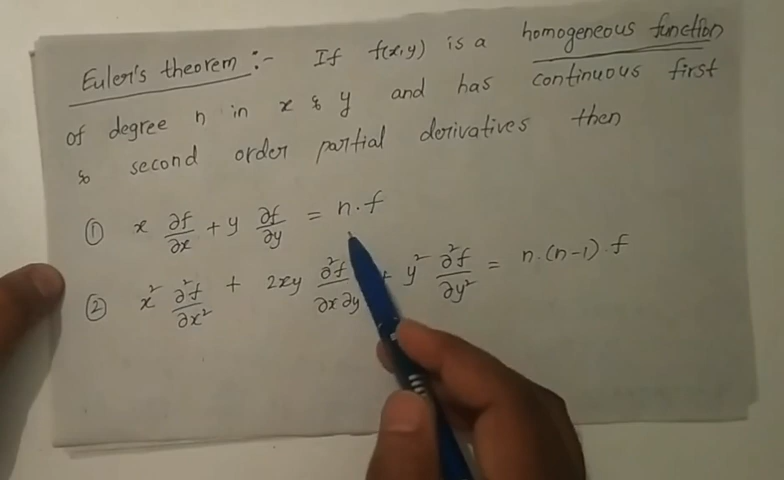 Euler's theorem :- If f(x,y) is a homogeneous function
of degree n in x & y and has continuous first
& second order partial derivatives then
① x ∂f/∂x + y ∂f/∂y = n.f
② x² ∂²f/∂x² + 2xy ∂²f/∂x∂y + y² ∂²f/∂y² = n.(n-1).f